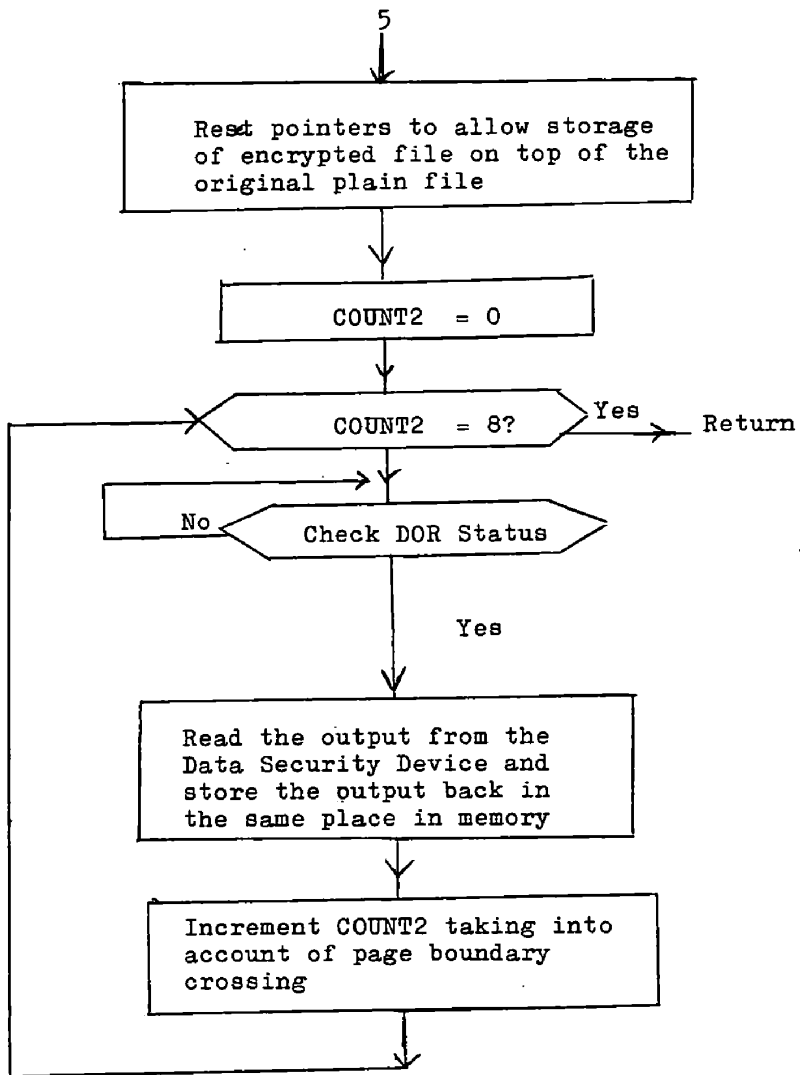 5
Reset pointers to allow storage
of encrypted file on top of the
original plain file
COUNT2 = 0
COUNT2 = 8?
Yes
Return
No
Check DOR Status
Yes
Read the output from the
Data Security Device and
store the output back in
the same place in memory
Increment COUNT2 taking into
account of page boundary
crossing